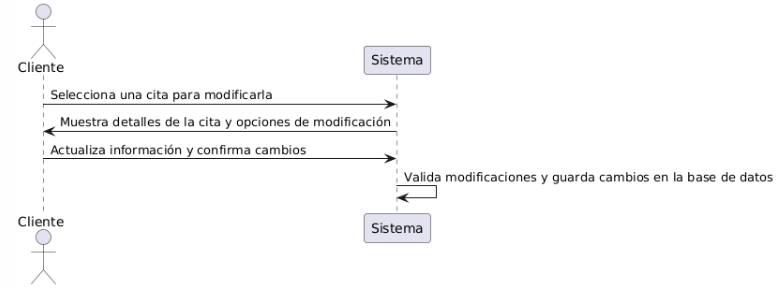 Cliente
Sistema
Selecciona una cita para modificarla
Muestra detalles de la cita y opciones de modificación
Actualiza información y confirma cambios
Valida modificaciones y guarda cambios en la base de datos
Cliente
Sistema